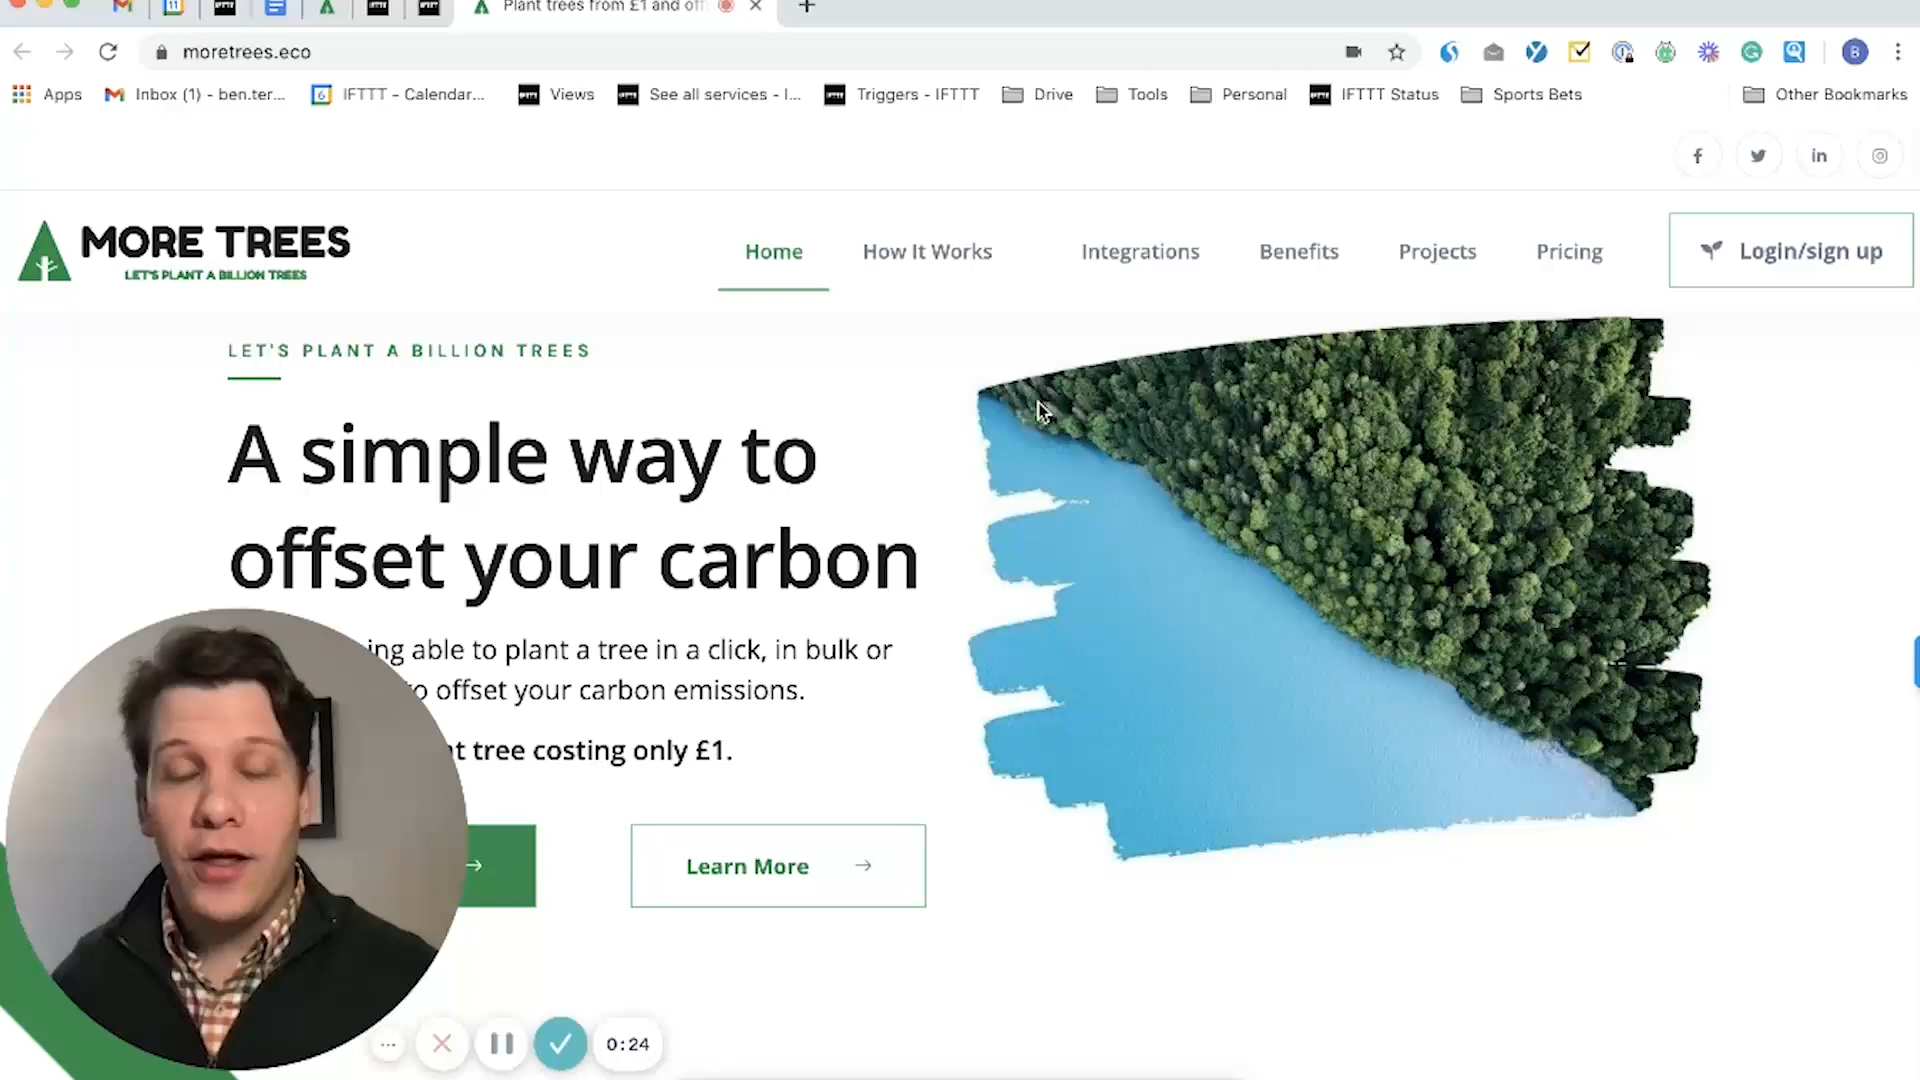 Plant trees from £1 and off
moretrees.eco
B
Apps
Inbox (1) - ben.ter...
IFTTT - Calendar...
Views
See all services - I...
Triggers - IFTTT
Drive
Tools
Personal
IFTTT Status
Sports Bets
Other Bookmarks
MORE TREES
LET'S PLANT A BILLION TREES
Home
How It Works
Integrations
Benefits
Projects
Pricing
Login/sign up
LET'S PLANT A BILLION TREES
A simple way to
offset your carbon
ing able to plant a tree in a click, in bulk or
o offset your carbon emissions.
t tree costing only £1.
Learn More
0:24